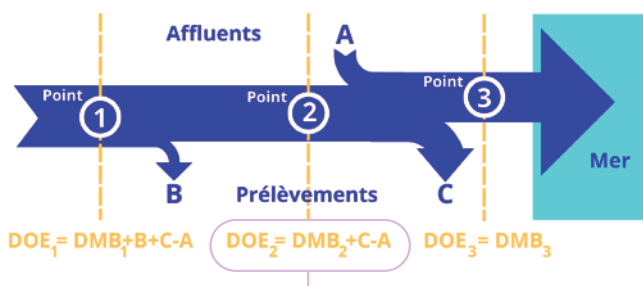 Affluents
A
Point
1
Point
2
Point
3
Mer
B
Prélèvements
C
DOE₁= DMB₁+B+C-A
DOE₂= DMB₂+C-A
DOE₃= DMB₃